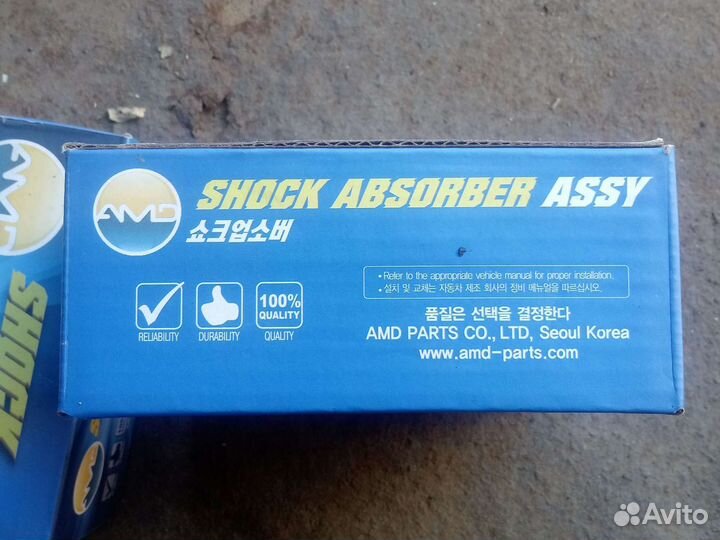 AMD
SHOCK ABSORBER ASSY
쇼크업소버
100%
QUALITY
RELIABILITY DURABILITY QUALITY
• Refer to the appropriate vehicle manual for proper installation.
• 설치 및 교체는 자동차 제조 회사의 정비 메뉴얼을 따르십시오.
품질은 선택을 결정한다
AMD PARTS CO., LTD, Seoul Korea
www.amd-parts.com
AMD
SHOCK
AMD
Avito